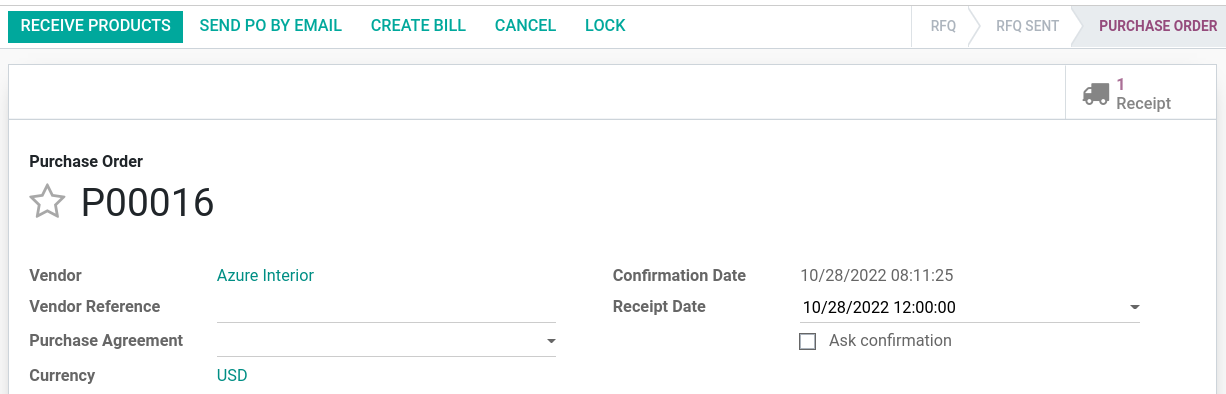 RECEIVE PRODUCTS SEND PO BY EMAIL CREATE BILL CANCEL LOCK RFQ RFQ SENT PURCHASE ORDER
1
Receipt
Purchase Order
P00016
Vendor Azure Interior Confirmation Date 10/28/2022 08:11:25
Vendor Reference Receipt Date 10/28/2022 12:00:00
Purchase Agreement Ask confirmation
Currency USD